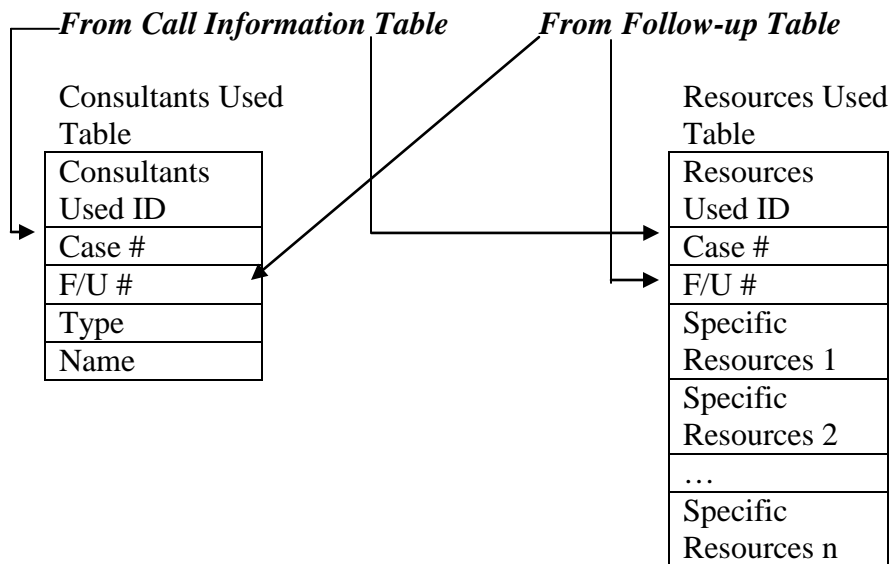 From Call Information Table
From Follow-up Table
Consultants Used
Table
Consultants
Used ID
Case #
F/U #
Type
Name
Resources Used
Table
Resources
Used ID
Case #
F/U #
Specific
Resources 1
Specific
Resources 2
…
Specific
Resources n